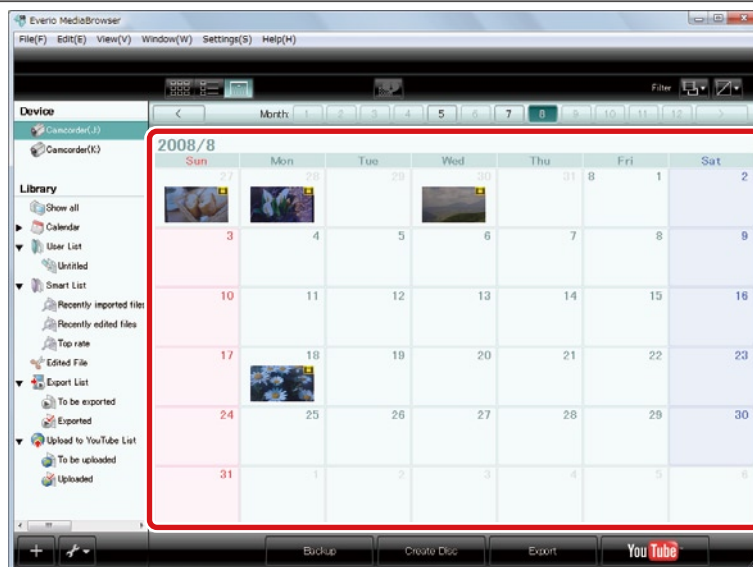 Everio MediaBrowser
File(F) Edit(E) View(V) Window(W) Settings(S) Help(H)
Filter
Device
Camcorder(J)
Camcorder(K)
Library
Show all
Calendar
User List
Untitled
Smart List
Recently imported files
Recently edited files
Top rate
Edited File
Export List
To be exported
Exported
Upload to YouTube List
To be uploaded
Uploaded
< Month: 1 2 3 4 5 6 7 8 9 10 11 12 >
2008/8
Sun Mon Tue Wed Thu Fri Sat
27 28 29 30 31 8 1 2
3 4 5 6 7 8 9
10 11 12 13 14 15 16
17 18 19 20 21 22 23
24 25 26 27 28 29 30
31 1 2 3 4 5 6
Backup Create Disc Export YouTube